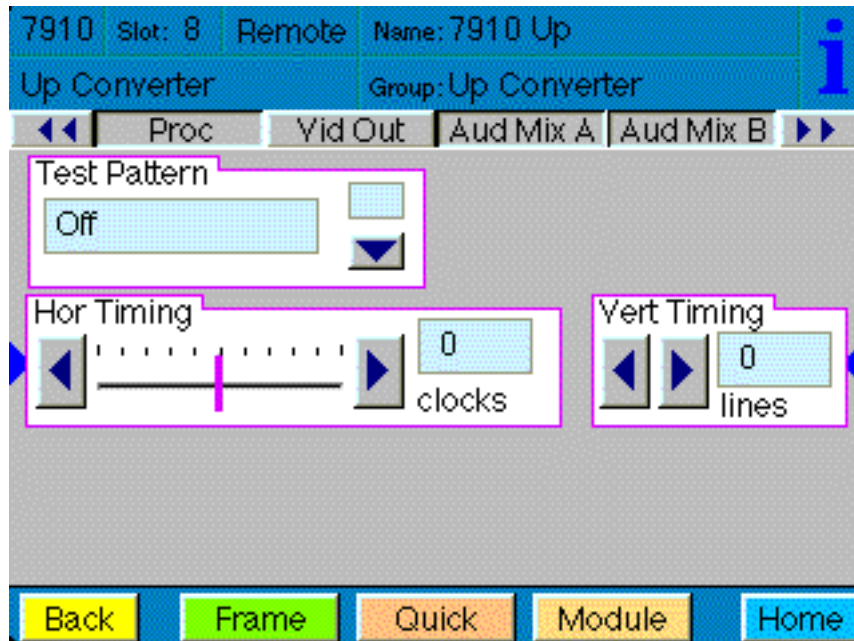 7910 Slot: 8 Remote Name: 7910 Up
Up Converter Group: Up Converter
Proc Vid Out Aud Mix A Aud Mix B
Test Pattern
Off
Hor Timing
0
clocks
Vert Timing
0
lines
Back Frame Quick Module Home